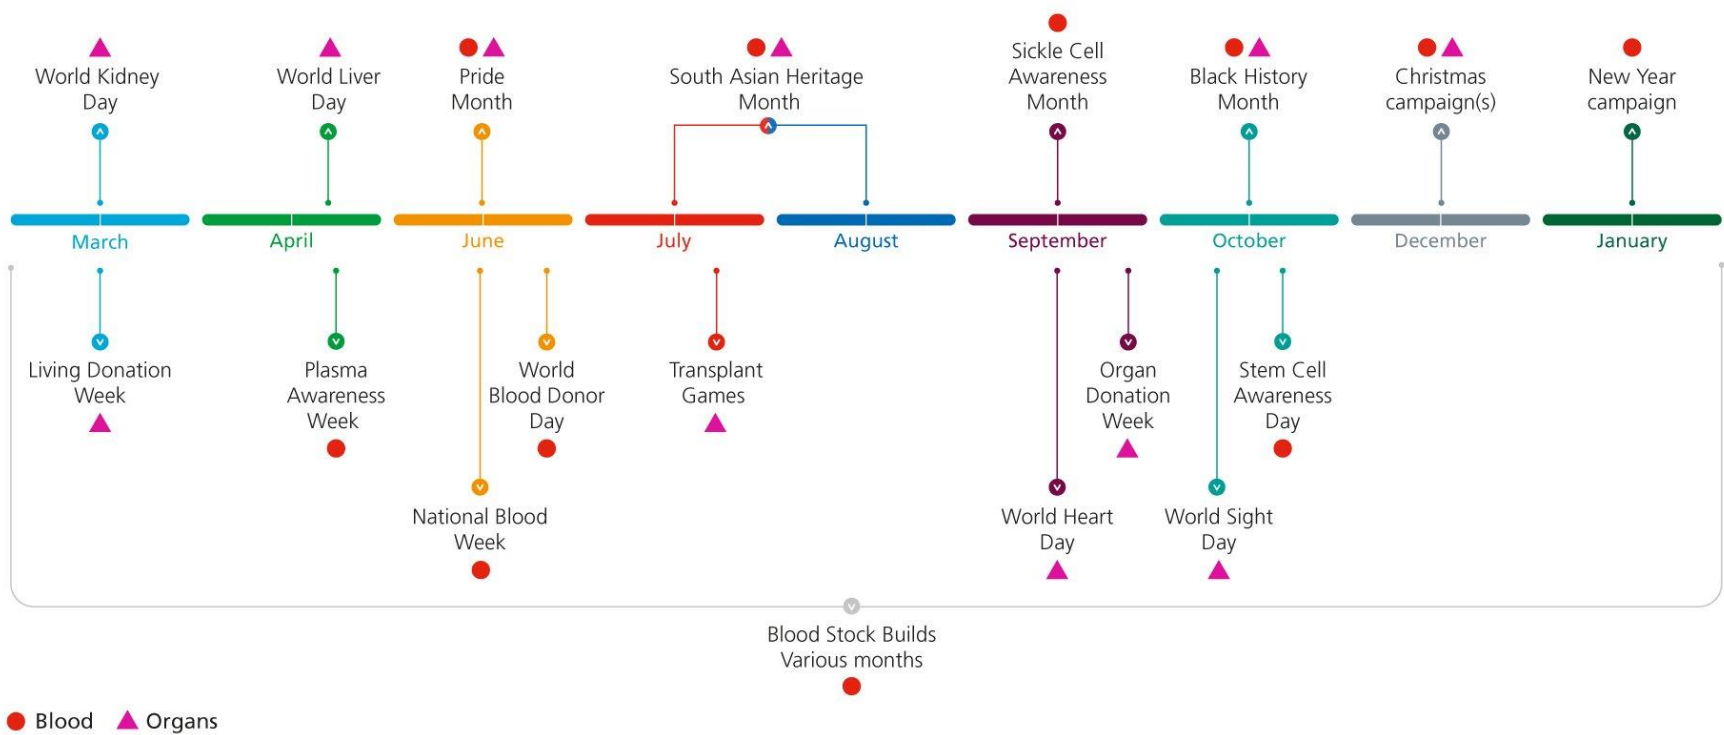 World Kidney
Day
World Liver
Day
Pride
Month
South Asian Heritage
Month
Sickle Cell
Awareness
Month
Black History
Month
Christmas
campaign(s)
New Year
campaign
March
April
June
July
August
September
October
December
January
Living Donation
Week
Plasma
Awareness
Week
World
Blood Donor
Day
Transplant
Games
Organ
Donation
Week
Stem Cell
Awareness
Day
National Blood
Week
World Heart
Day
World Sight
Day
Blood Stock Builds
Various months
Blood
Organs